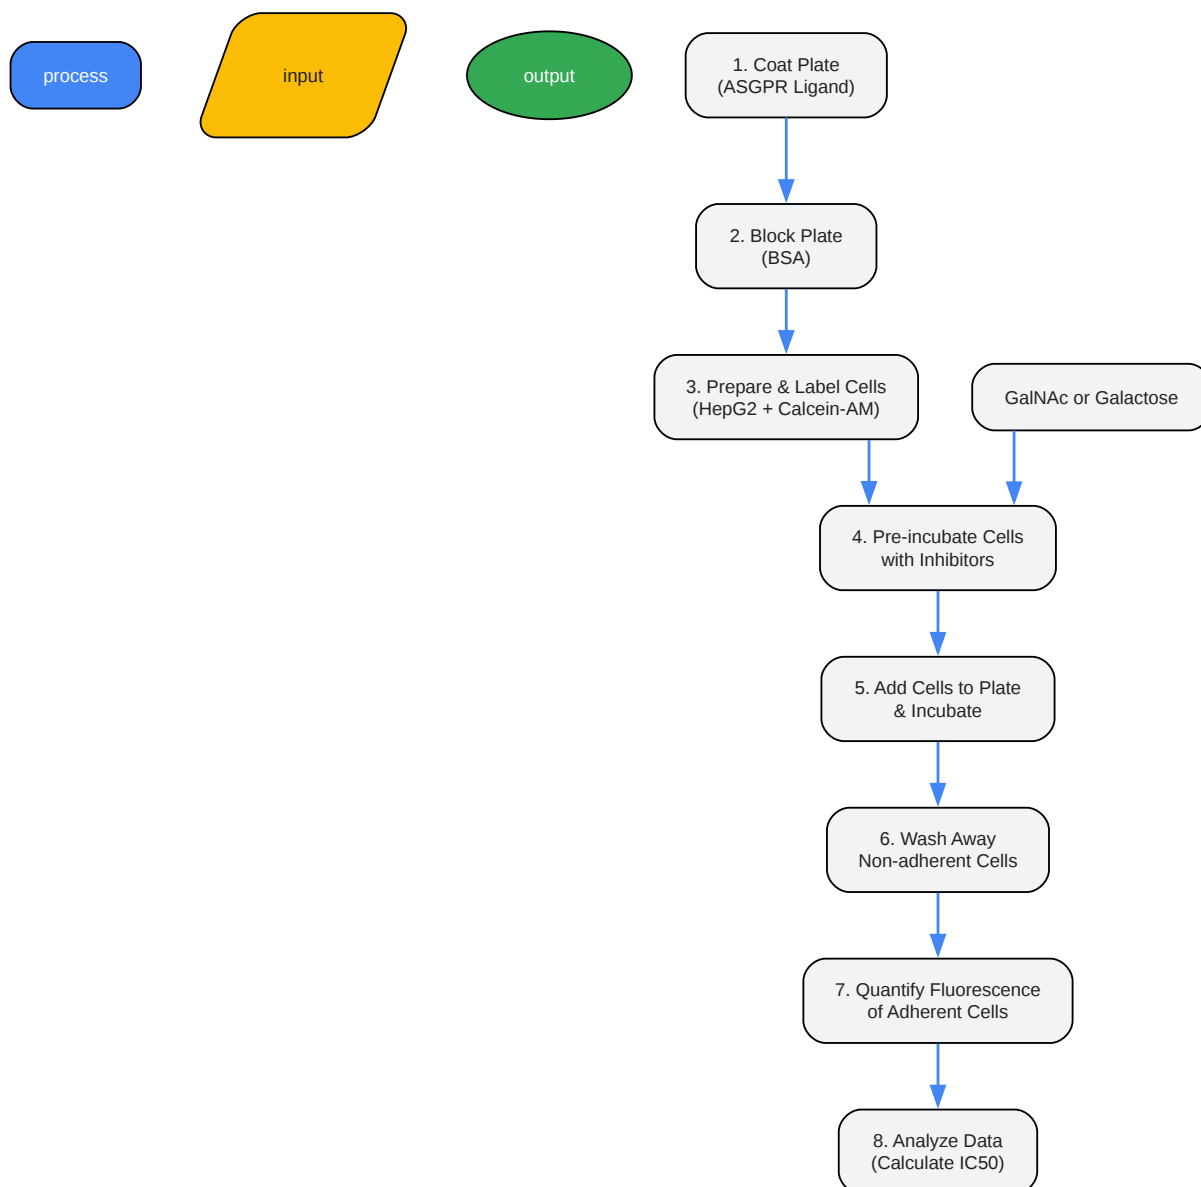 process
input
output
1. Coat Plate
(ASGPR Ligand)
2. Block Plate
(BSA)
3. Prepare & Label Cells
(HepG2 + Calcein-AM)
GalNAc or Galactose
4. Pre-incubate Cells
with Inhibitors
5. Add Cells to Plate
& Incubate
6. Wash Away
Non-adherent Cells
7. Quantify Fluorescence
of Adherent Cells
8. Analyze Data
(Calculate IC50)